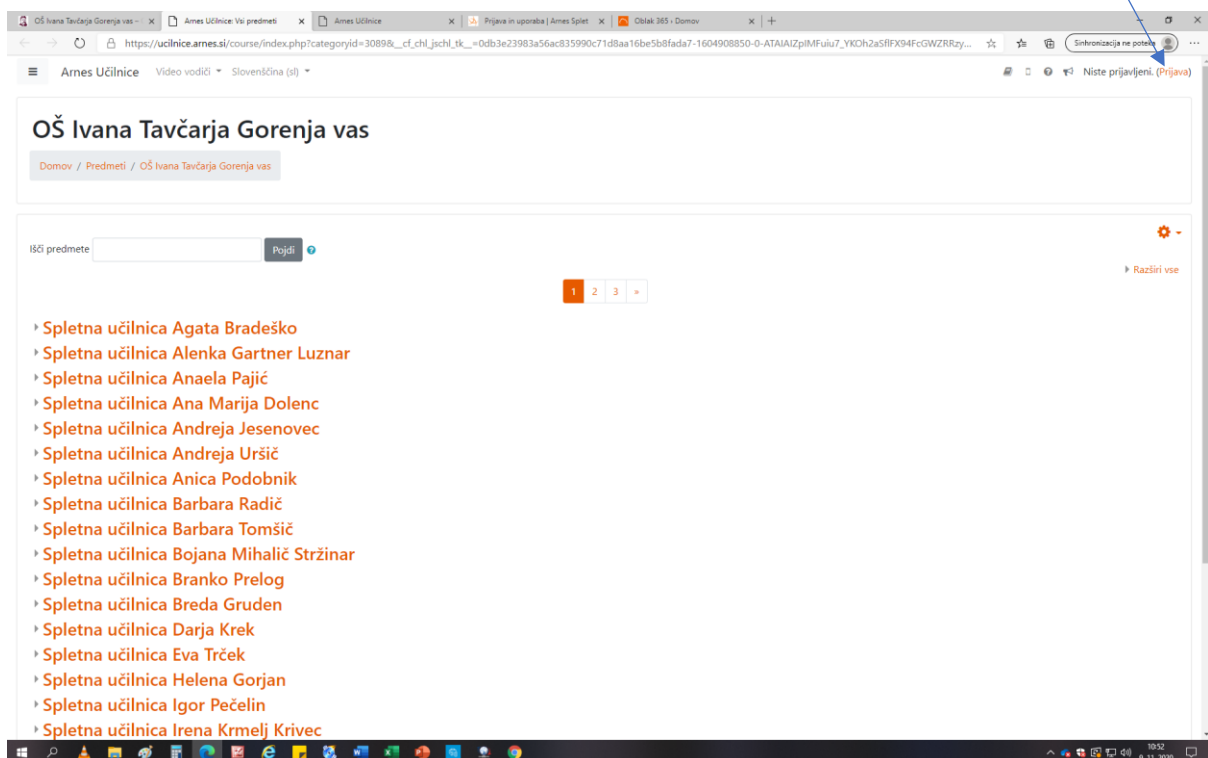 OŠ Ivana Tavčarja Gorenja vas –
Arnes Učilnice: Vsi predmeti
Arnes Učilnice
Prijava in uporaba | Arnes Splet
Oblak 365 › Domov
https://ucilnice.arnes.si/course/index.php?categoryid=3089&__cf_chl_jschl_tk__=0db3e23983a56ac835990c71d8aa16be5b8fada7-1604908850-0-
Sinhronizacija ne poteka
Arnes Učilnice Video vodiči Slovenščina (sl)
Niste prijavljeni. (Prijava)
OŠ Ivana Tavčarja Gorenja vas
Domov / Predmeti / OŠ Ivana Tavčarja Gorenja vas
Išči predmete
Pojdi
Razširi vse
1 2 3 »
Spletna učilnica Agata Bradeško
Spletna učilnica Alenka Gartner Luznar
Spletna učilnica Anaela Pajić
Spletna učilnica Ana Marija Dolenc
Spletna učilnica Andreja Jesenovec
Spletna učilnica Andreja Uršič
Spletna učilnica Anica Podobnik
Spletna učilnica Barbara Radič
Spletna učilnica Barbara Tomšič
Spletna učilnica Bojana Mihalič Stržinar
Spletna učilnica Branko Prelog
Spletna učilnica Breda Gruden
Spletna učilnica Darja Krek
Spletna učilnica Eva Trček
Spletna učilnica Helena Gorjan
Spletna učilnica Igor Pečelin
Spletna učilnica Irena Krmelj Krivec
10:52